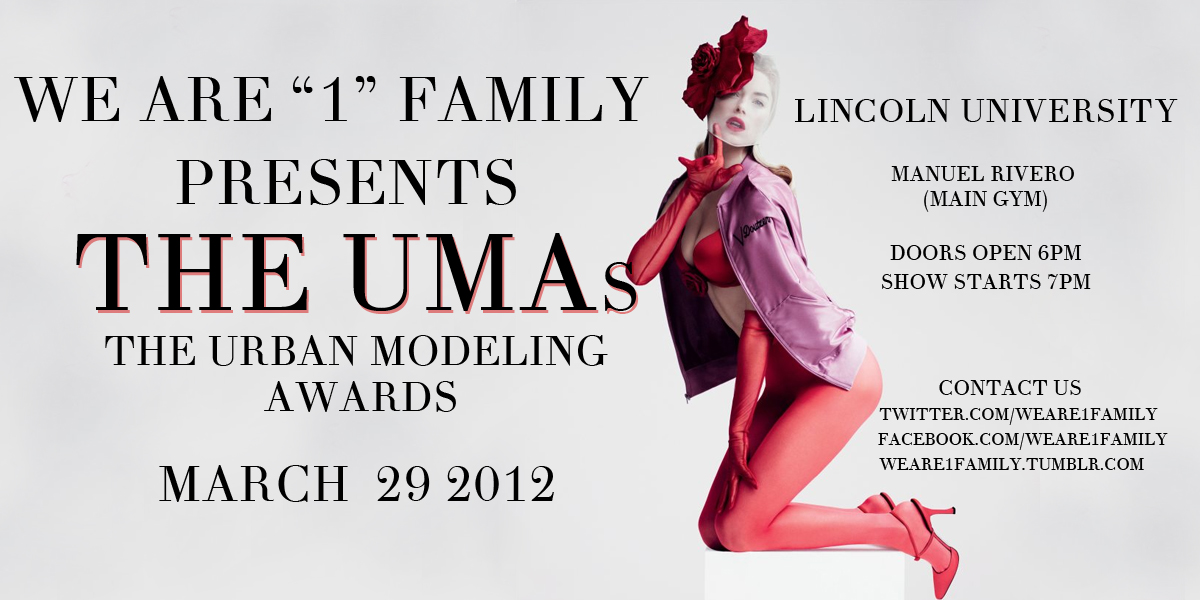 WE ARE “1” FAMILY
PRESENTS
THE UMAs
THE URBAN MODELING
AWARDS
MARCH 29 2012
LINCOLN UNIVERSITY
MANUEL RIVERO
(MAIN GYM)
DOORS OPEN 6PM
SHOW STARTS 7PM
CONTACT US
TWITTER.COM/WEARE1FAMILY
FACEBOOK.COM/WEARE1FAMILY
WEARE1FAMILY.TUMBLR.COM